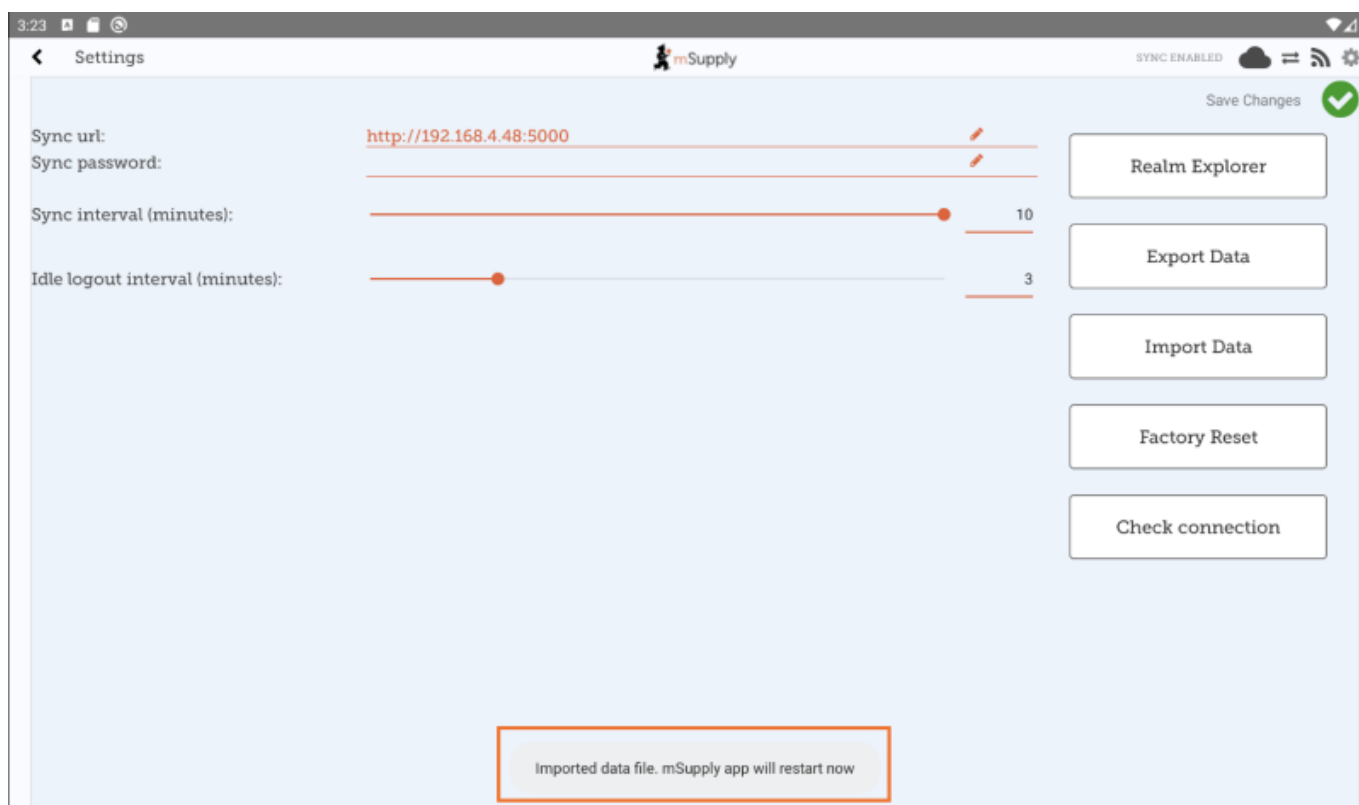 3:23
Settings
mSupply
SYNC ENABLED
Save Changes
Sync url:
http://192.168.4.48:5000
Sync password:
Sync interval (minutes):
10
Idle logout interval (minutes):
3
Realm Explorer
Export Data
Import Data
Factory Reset
Check connection
Imported data file. mSupply app will restart now